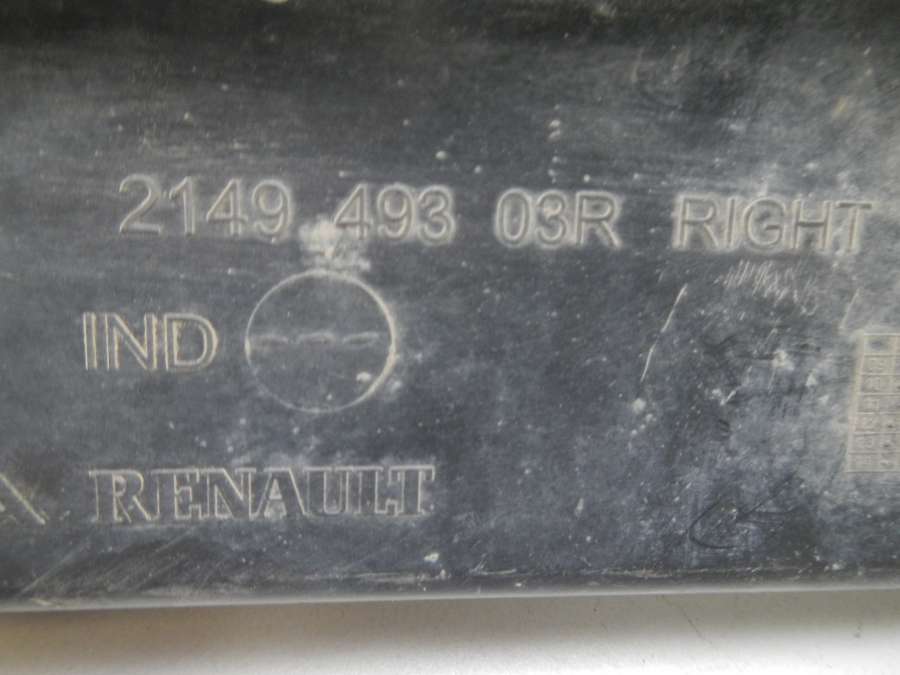 2149 493 03R RIGHT
IND ---
RENAULT